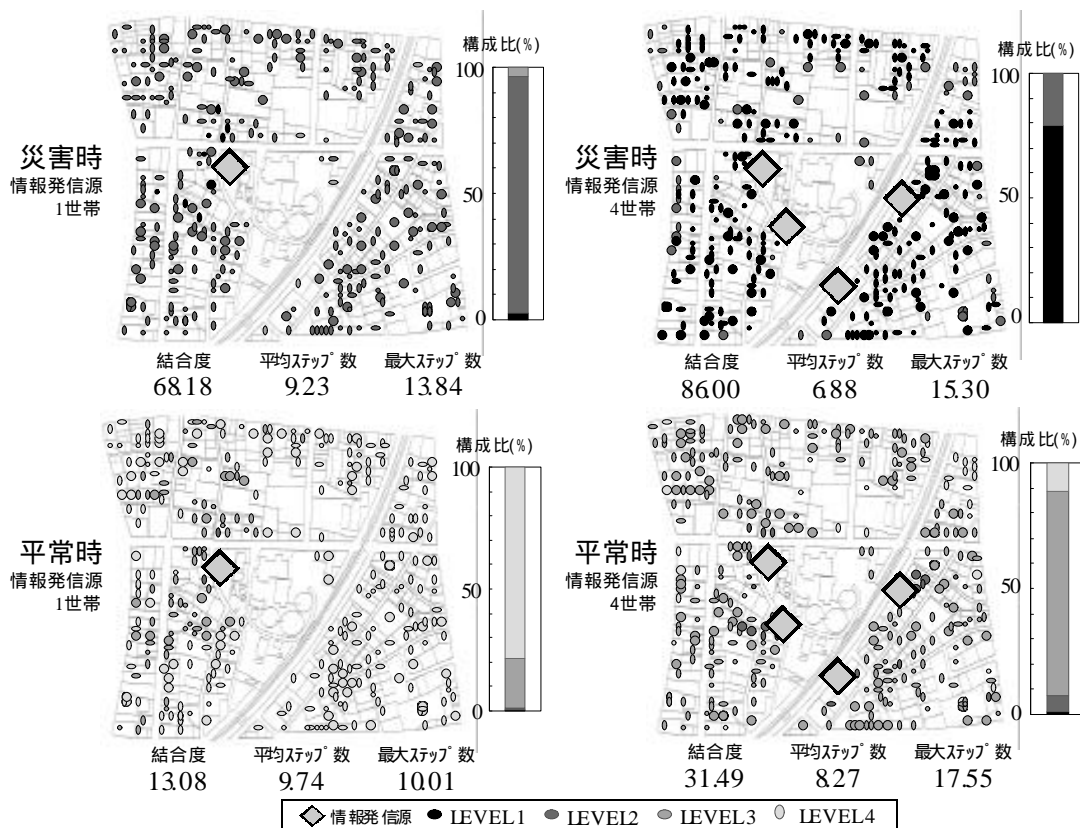 構成比(%)
100
50
0
災害時
情報発信源
1世帯
結合度 平均ステップ数 最大ステップ数
68.18 9.23 13.84
構成比(%)
100
50
0
災害時
情報発信源
4世帯
結合度 平均ステップ数 最大ステップ数
86.00 6.88 15.30
構成比(%)
100
50
0
平常時
情報発信源
1世帯
結合度 平均ステップ数 最大ステップ数
13.08 9.74 10.01
構成比(%)
100
50
0
平常時
情報発信源
4世帯
結合度 平均ステップ数 最大ステップ数
31.49 8.27 17.55
情報発信源 LEVEL1 LEVEL2 LEVEL3 LEVEL4